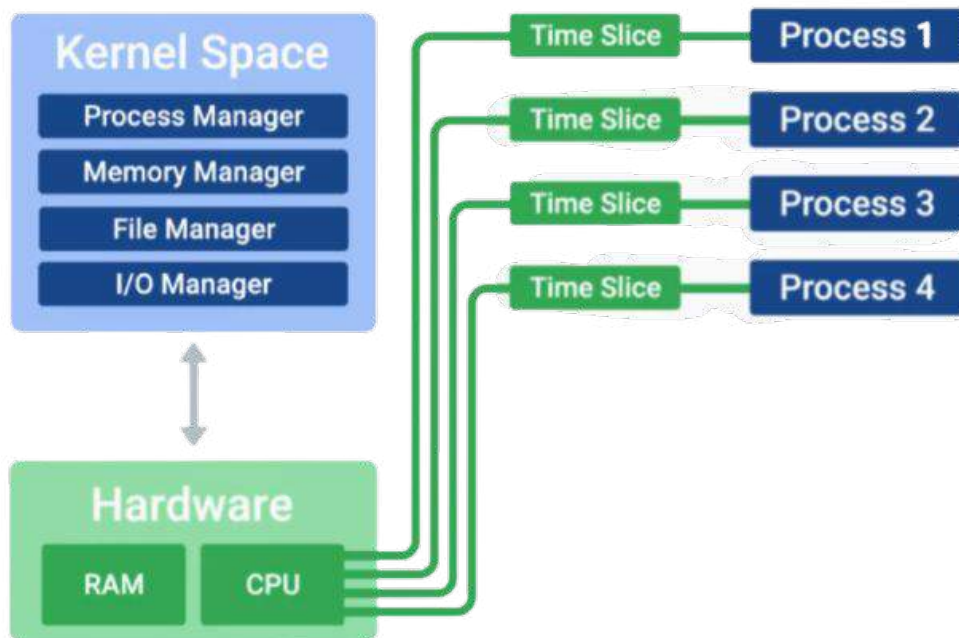 Kernel Space
Process Manager
Memory Manager
File Manager
I/O Manager
Hardware
RAM
CPU
Time Slice
Process 1
Time Slice
Process 2
Time Slice
Process 3
Time Slice
Process 4